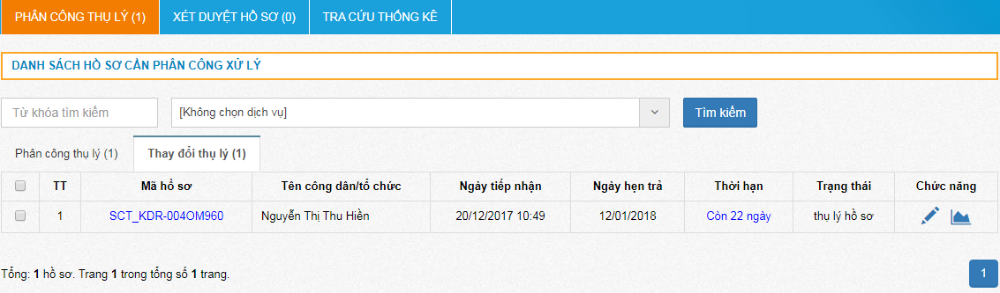 PHÂN CÔNG THỤ LÝ (1) XÉT DUYỆT HỒ SƠ (0) TRA CỨU THỐNG KÊ
DANH SÁCH HỒ SƠ CẦN PHÂN CÔNG XỬ LÝ
Từ khóa tìm kiếm [Không chọn dịch vụ] Tìm kiếm
Phân công thụ lý (1) Thay đổi thụ lý (1)
TT Mã hồ sơ Tên công dân/tổ chức Ngày tiếp nhận Ngày hẹn trả Thời hạn Trạng thái Chức năng
1 SCT_KDR-004OM960 Nguyễn Thị Thu Hiền 20/12/2017 10:49 12/01/2018 Còn 22 ngày thụ lý hồ sơ
Tổng: 1 hồ sơ. Trang 1 trong tổng số 1 trang. 1